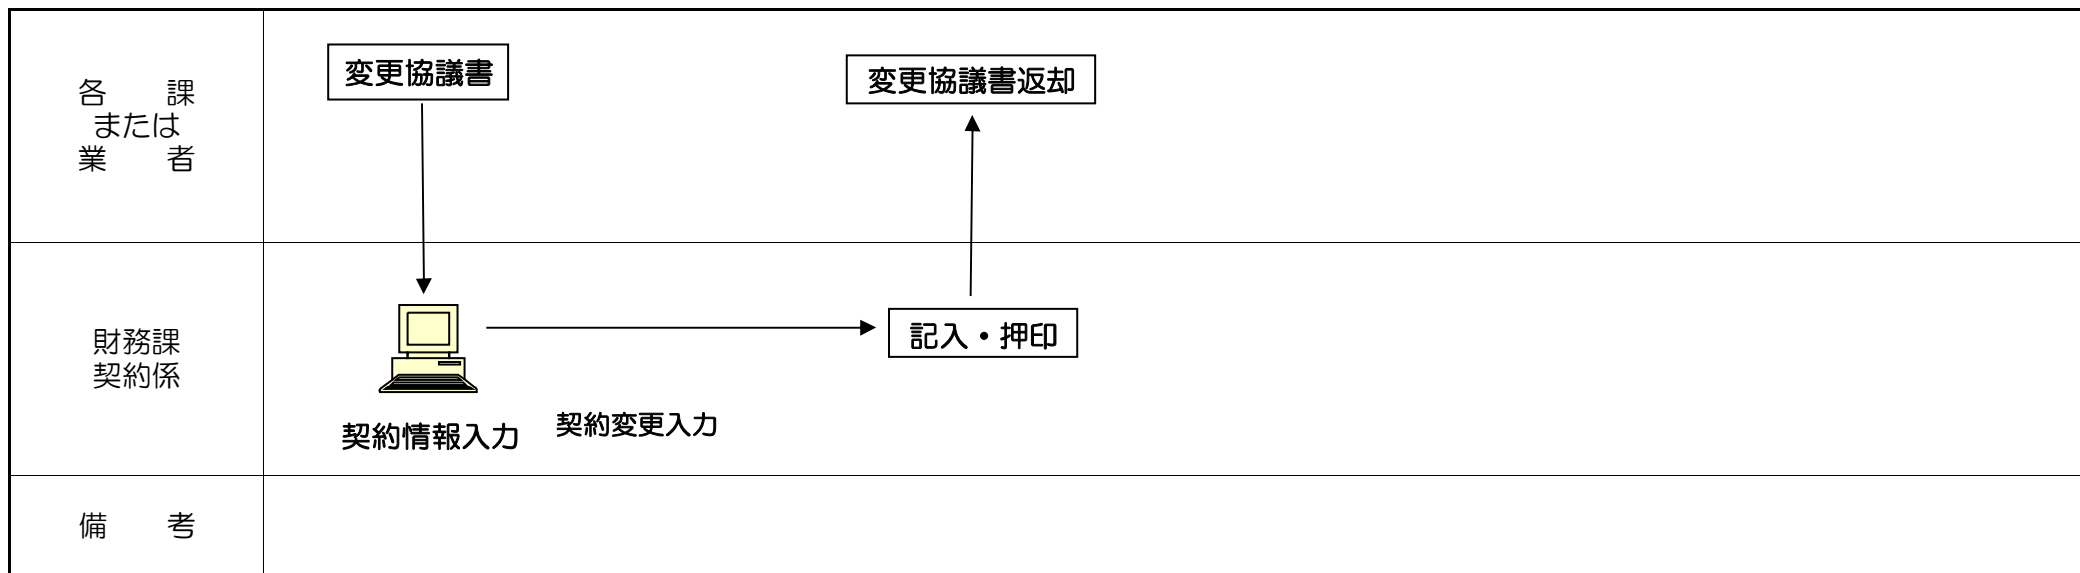 各　　課
または
業　　者
変更協議書
変更協議書返却
財務課
契約係
記入・押印
契約情報入力
契約変更入力
備　　考